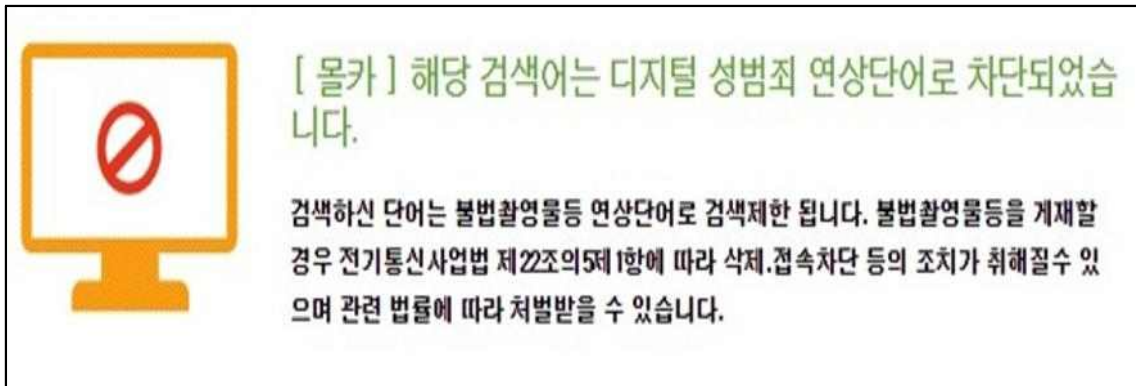 [ 몰카 ] 해당 검색어는 디지털 성범죄 연상단어로 차단되었습
니다.
검색하신 단어는 불법촬영물등 연상단어로 검색제한 됩니다. 불법촬영물등을 게재할
경우 전기통신사업법 제22조의5제1항에 따라 삭제.접속차단 등의 조치가 취해질수 있
으며 관련 법률에 따라 처벌받을 수 있습니다.